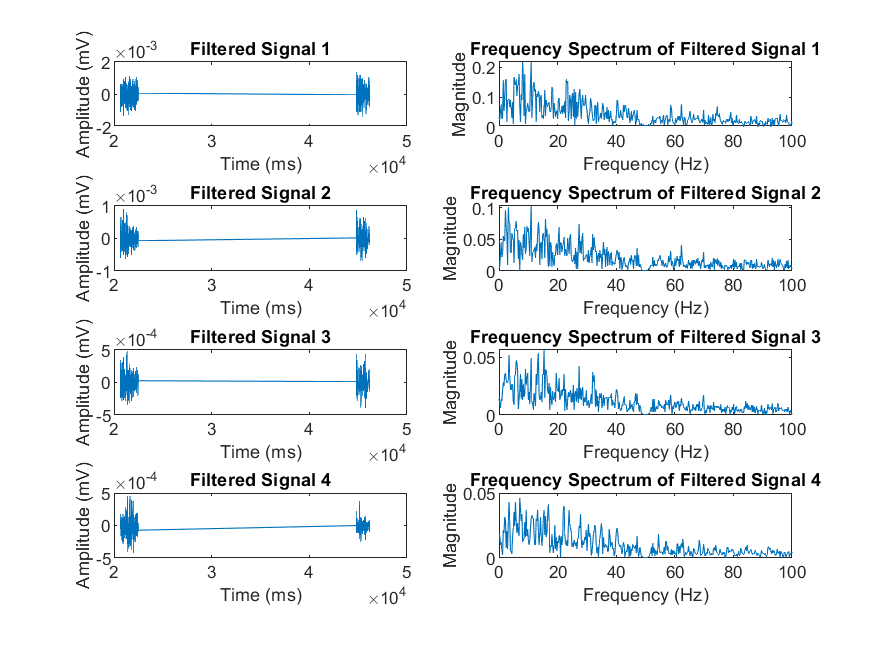 Filtered Signal 1
×10-3
Amplitude (mV)
2
0
-2
2
3
4
5
Time (ms)
×104
Frequency Spectrum of Filtered Signal 1
Magnitude
0.2
0.1
0
0
20
40
60
80
100
Frequency (Hz)
Filtered Signal 2
×10-3
Amplitude (mV)
1
0
-1
2
3
4
5
Time (ms)
×104
Frequency Spectrum of Filtered Signal 2
Magnitude
0.1
0.05
0
0
20
40
60
80
100
Frequency (Hz)
Filtered Signal 3
×10-4
Amplitude (mV)
5
0
-5
2
3
4
5
Time (ms)
×104
Frequency Spectrum of Filtered Signal 3
Magnitude
0.05
0
0
20
40
60
80
100
Frequency (Hz)
Filtered Signal 4
×10-4
Amplitude (mV)
5
0
-5
2
3
4
5
Time (ms)
×104
Frequency Spectrum of Filtered Signal 4
Magnitude
0.05
0
0
20
40
60
80
100
Frequency (Hz)